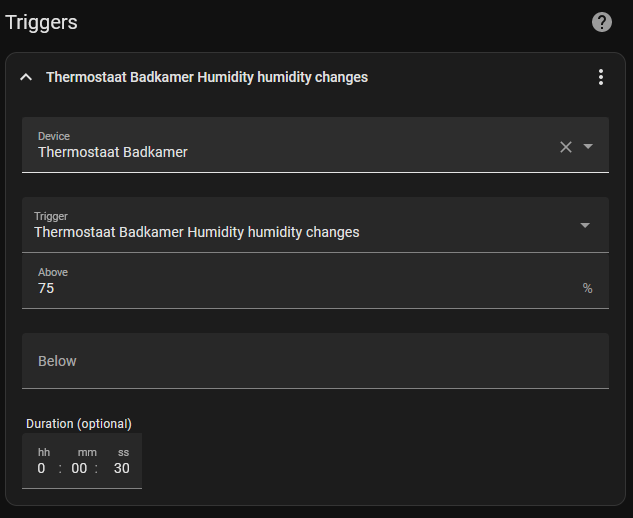 Triggers
Thermostaat Badkamer Humidity humidity changes
Device
Thermostaat Badkamer
Trigger
Thermostaat Badkamer Humidity humidity changes
Above
75 %
Below
Duration (optional)
hh mm ss
0 : 00 : 30